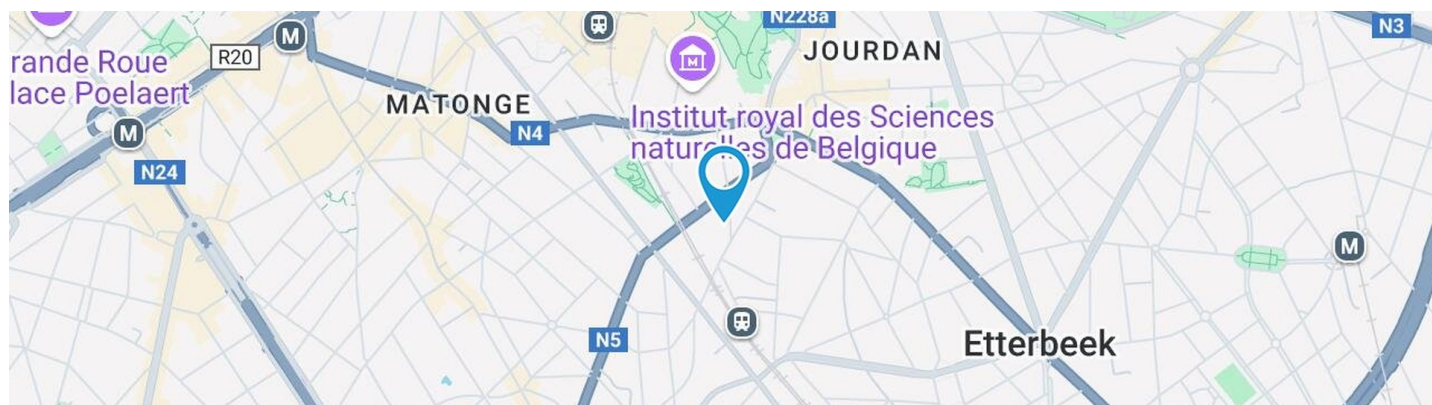 N228a
N3
JOURDAN
R20
M
rande Roue
lace Poelaert
MATONGE
M
N4
Institut royal des Sciences
naturelles de Belgique
N24
M
Etterbeek
N5